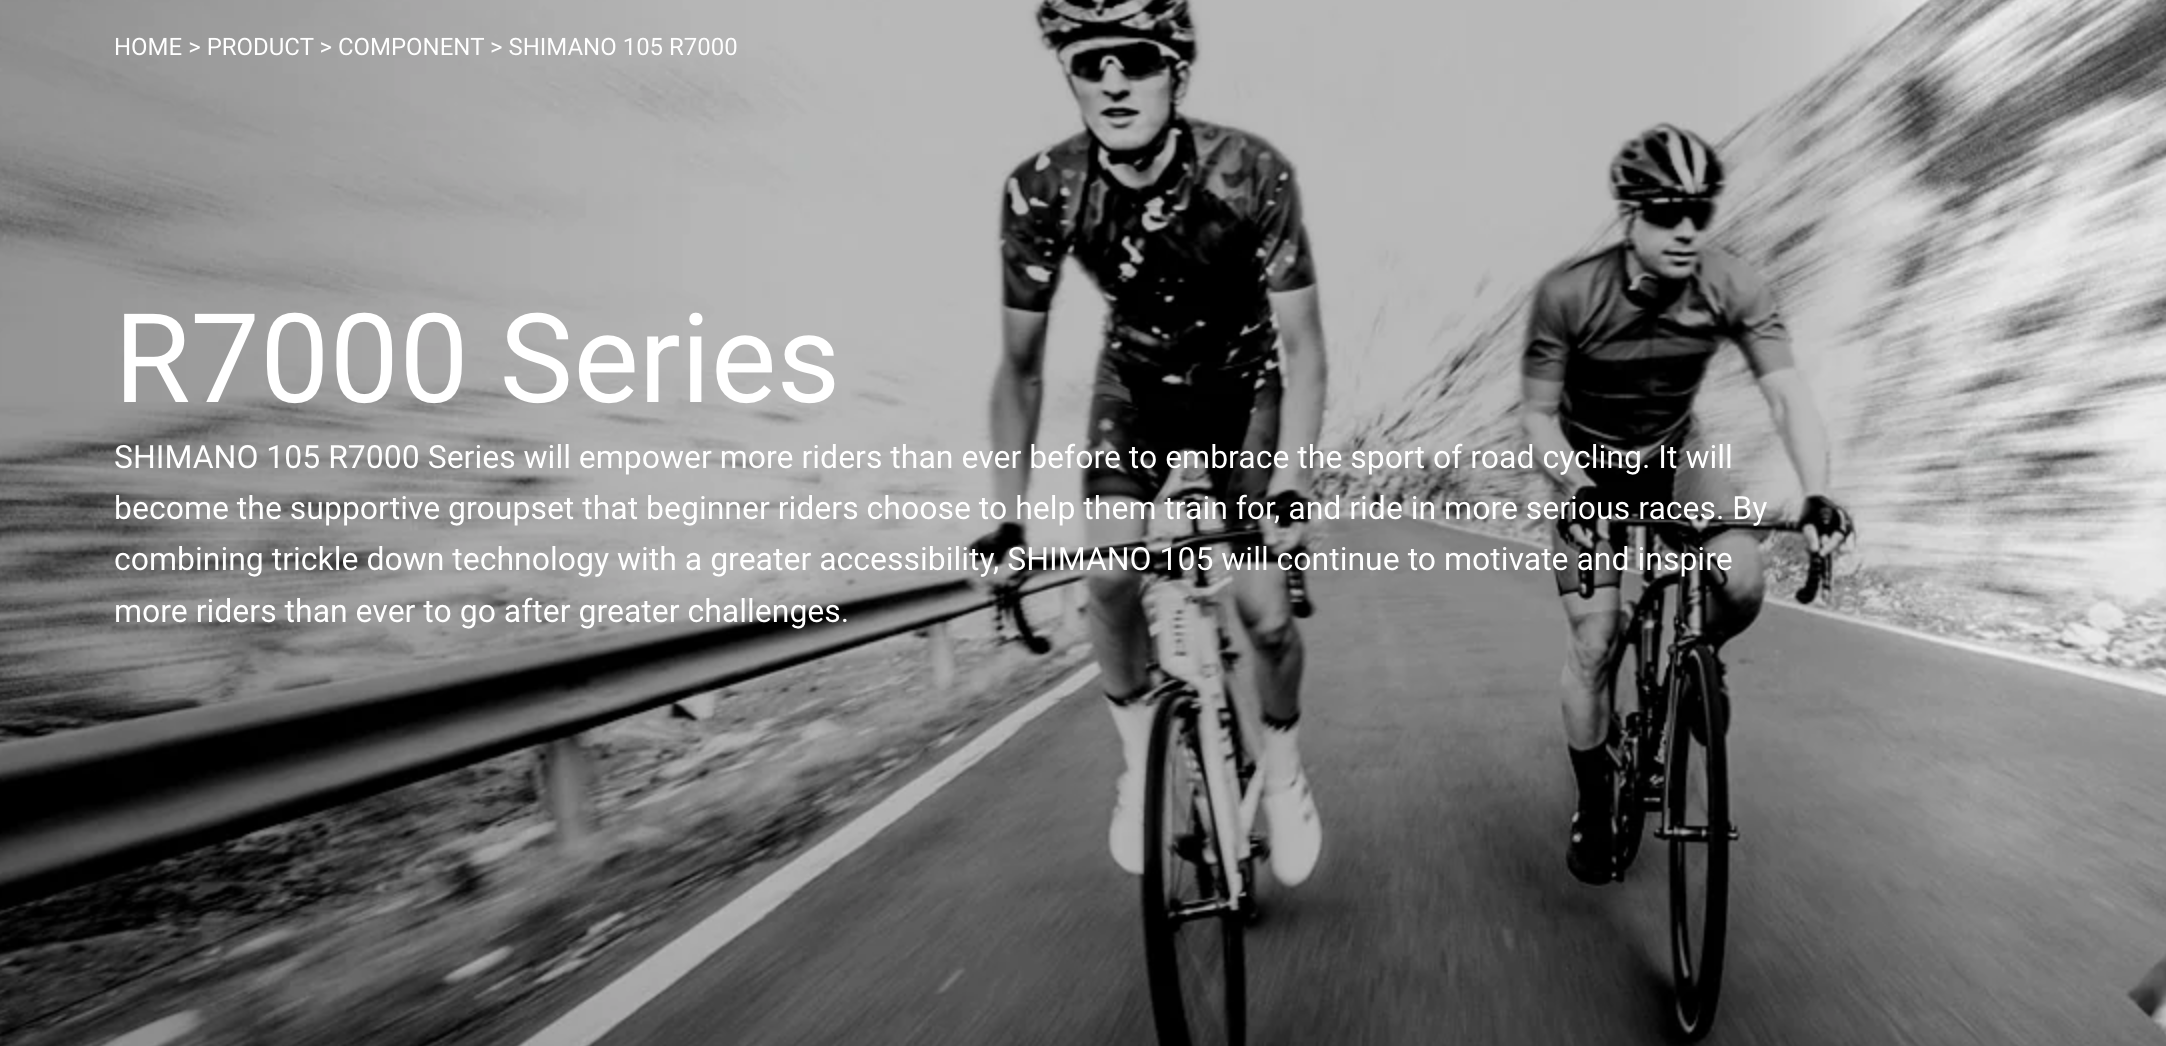 HOME > PRODUCT > COMPONENT > SHIMANO 105 R7000
R7000 Series
SHIMANO 105 R7000 Series will empower more riders than ever before to embrace the sport of road cycling. It will
become the supportive groupset that beginner riders choose to help them train for, and ride in more serious races. By
combining trickle down technology with a greater accessibility, SHIMANO 105 will continue to motivate and inspire
more riders than ever to go after greater challenges.